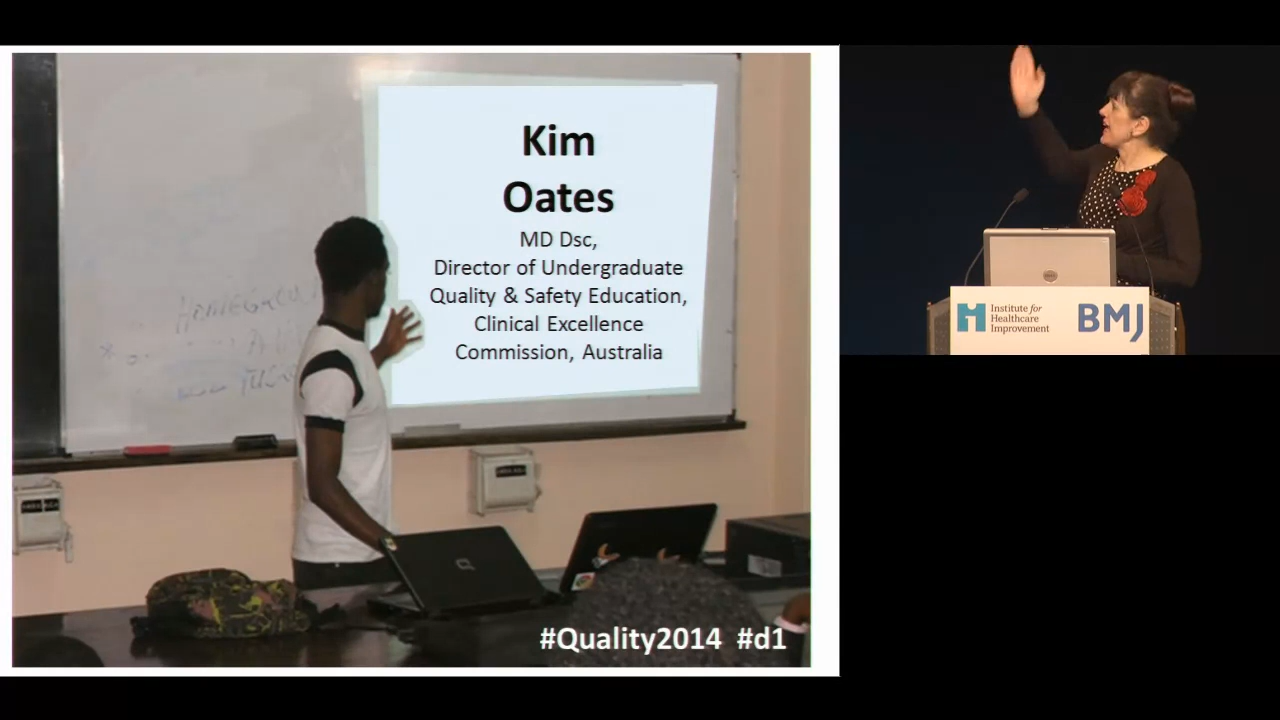 Kim
Oates
MD Dsc,
Director of Undergraduate
Quality & Safety Education,
Clinical Excellence
Commission, Australia
#Quality2014 #d1
Institute for
Healthcare
Improvement
BMJ